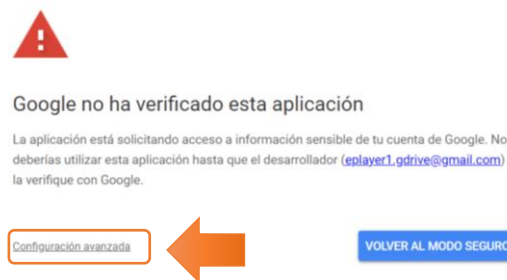 Google no ha verificado esta aplicación
La aplicación está solicitando acceso a información sensible de tu cuenta de Google. No
deberías utilizar esta aplicación hasta que el desarrollador (eplayer1.gdrive@gmail.com)
la verifique con Google.
Configuración avanzada
VOLVER AL MODO SEGURO